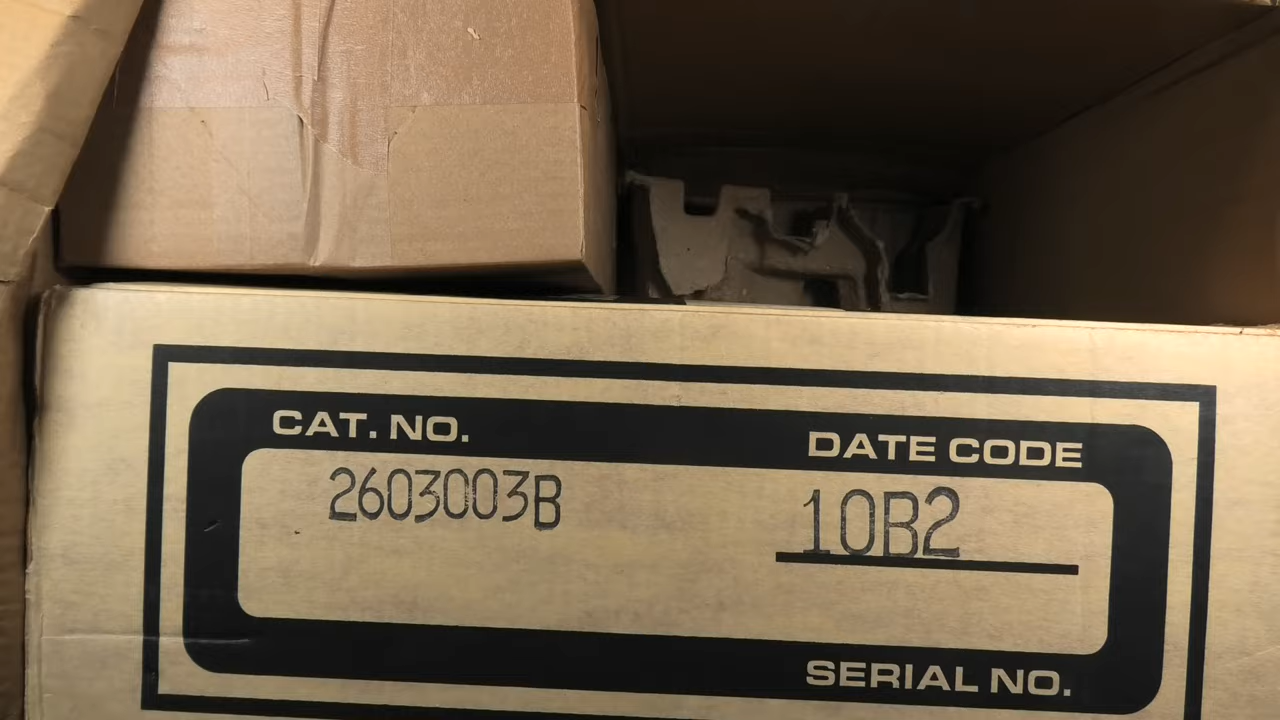 CAT. NO.
DATE CODE
2603003B
10B2
SERIAL NO.